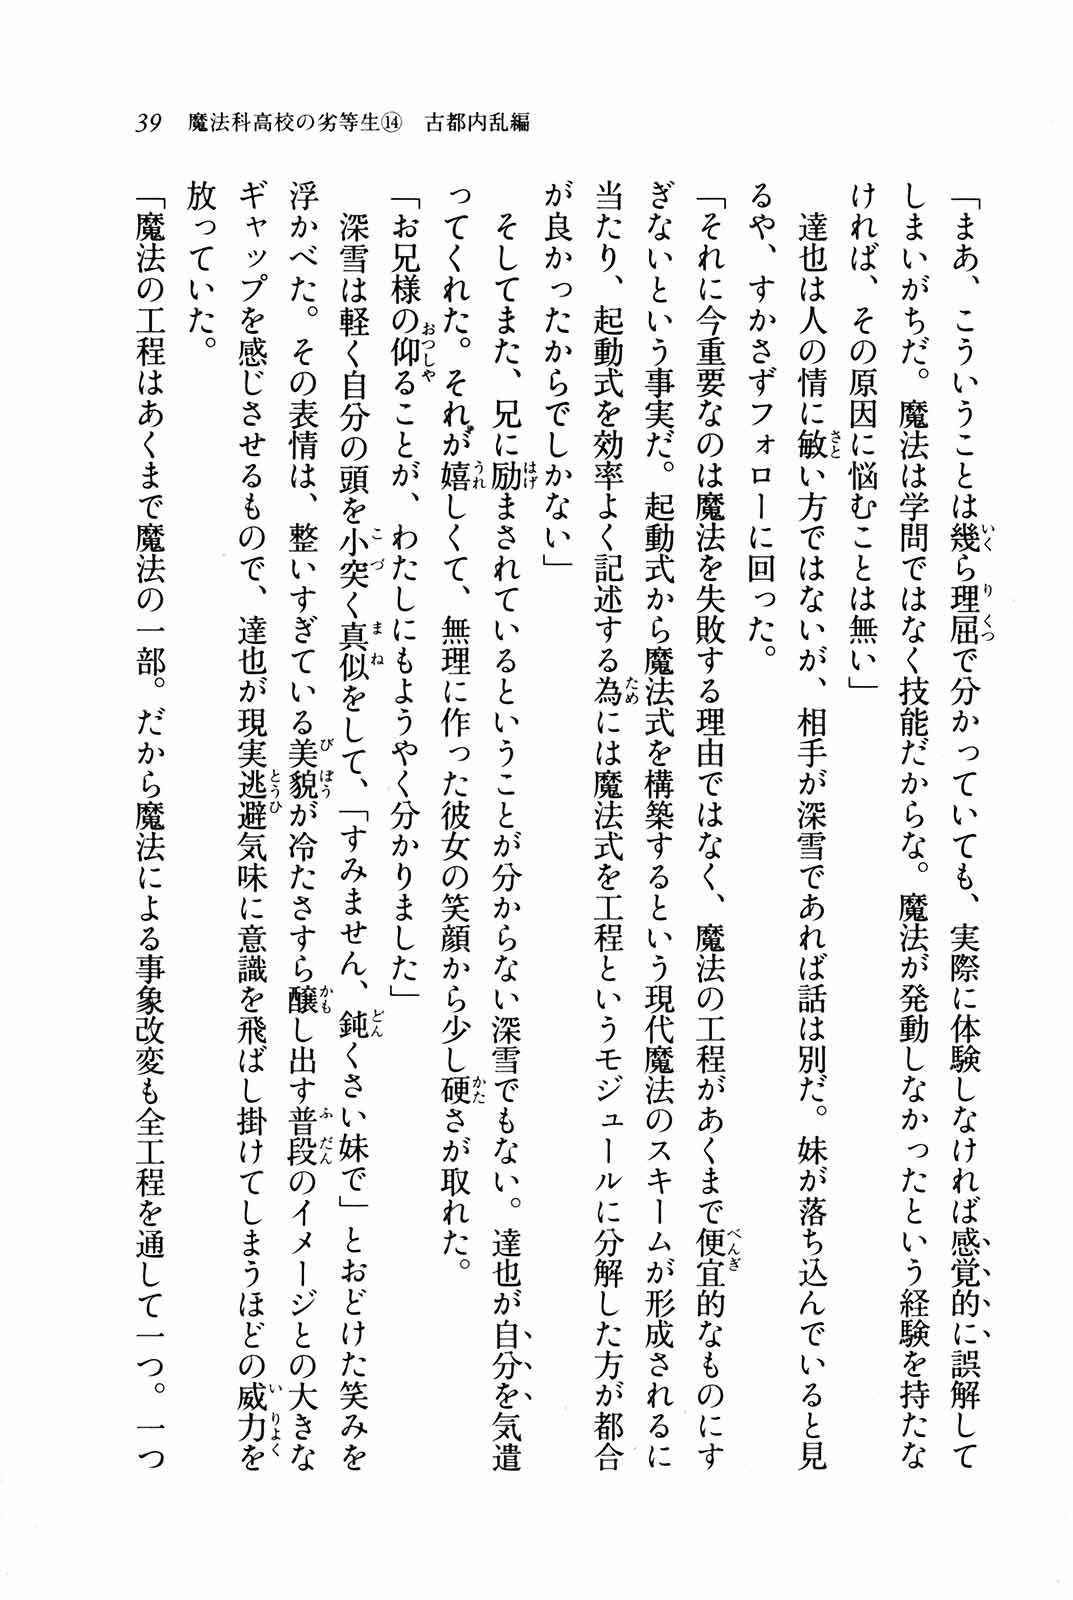 39　魔法科高校の劣等生⑭　古都内乱編
「まあ、こういうことは幾ら理屈で分かっていても、実際に体験しなければ感覚的に誤解して
しまいがちだ。魔法は学問ではなく技能だからな。魔法が発動しなかったという経験を持たな
ければ、その原因に悩むことは無い」
　達也は人の情に敏い方ではないが、相手が深雪であれば話は別だ。妹が落ち込んでいると見
るや、すかさずフォローに回った。
「それに今重要なのは魔法を失敗する理由ではなく、魔法の工程があくまで便宜的なものにす
ぎないという事実だ。起動式から魔法式を構築するという現代魔法のスキームが形成されるに
当たり、起動式を効率よく記述する為には魔法式を工程というモジュールに分解した方が都合
が良かったからでしかない」
　そしてまた、兄に励まされているということが分からない深雪でもない。達也が自分を気遣
ってくれた。それが嬉しくて、無理に作った彼女の笑顔から少し硬さが取れた。
「お兄様の仰ることが、わたしにもようやく分かりました」
　深雪は軽く自分の頭を小突く真似をして、「すみません、鈍くさい妹で」とおどけた笑みを
浮かべた。その表情は、整いすぎている美貌が冷たさすら醸し出す普段のイメージとの大きな
ギャップを感じさせるもので、達也が現実逃避気味に意識を飛ばし掛けてしまうほどの威力を
放っていた。
「魔法の工程はあくまで魔法の一部。だから魔法による事象改変も全工程を通して一つ。一つ